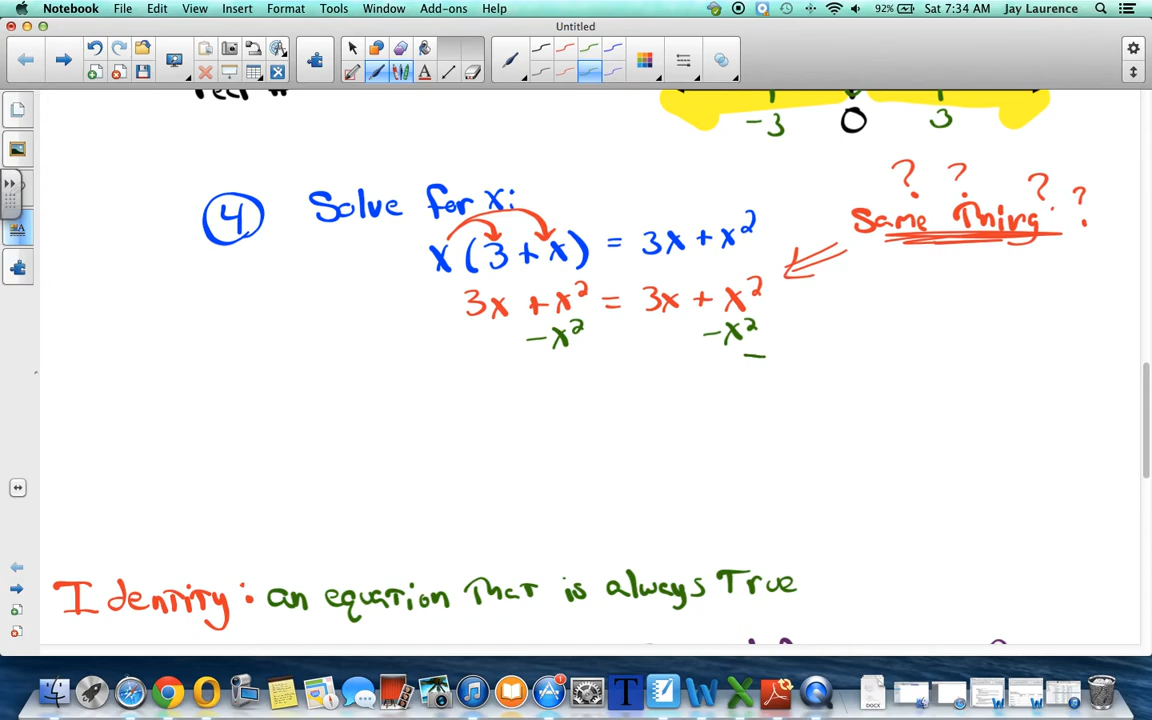 Notebook File Edit View Insert Format Tools Window Add-ons Help 92% Sat 7:34 AM Jay Laurence
Untitled
-3 0 3
? ? ? ?
4 Solve for x:
Same Thing
x(3+x) = 3x+x²
3x +x² = 3x + x²
-x² -x²
Identity: an equation that is always True